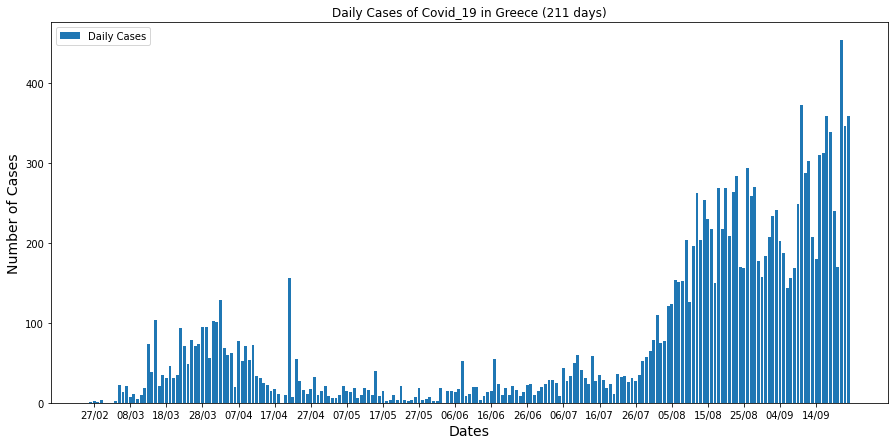 Daily Cases of Covid_19 in Greece (211 days)
Daily Cases
Number of Cases
400
300
200
100
0
27/02 08/03 18/03 28/03 07/04 17/04 27/04 07/05 17/05 27/05 06/06 16/06 26/06 06/07 16/07 26/07 05/08 15/08 25/08 04/09 14/09
Dates